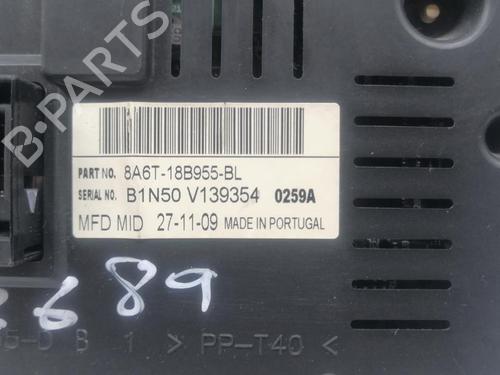 B-PARTS
PART NO. 8A6T-18B955-BL
SERIAL NO. B1N50 V139354 0259A
MFD MID 27-11-09 MADE IN PORTUGAL
689
B 1 > PP-T40 <